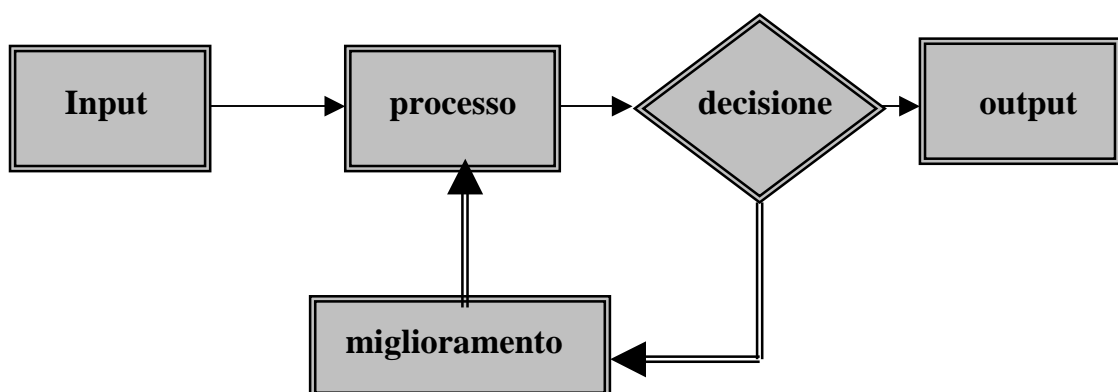 Input
processo
decisione
output
miglioramento